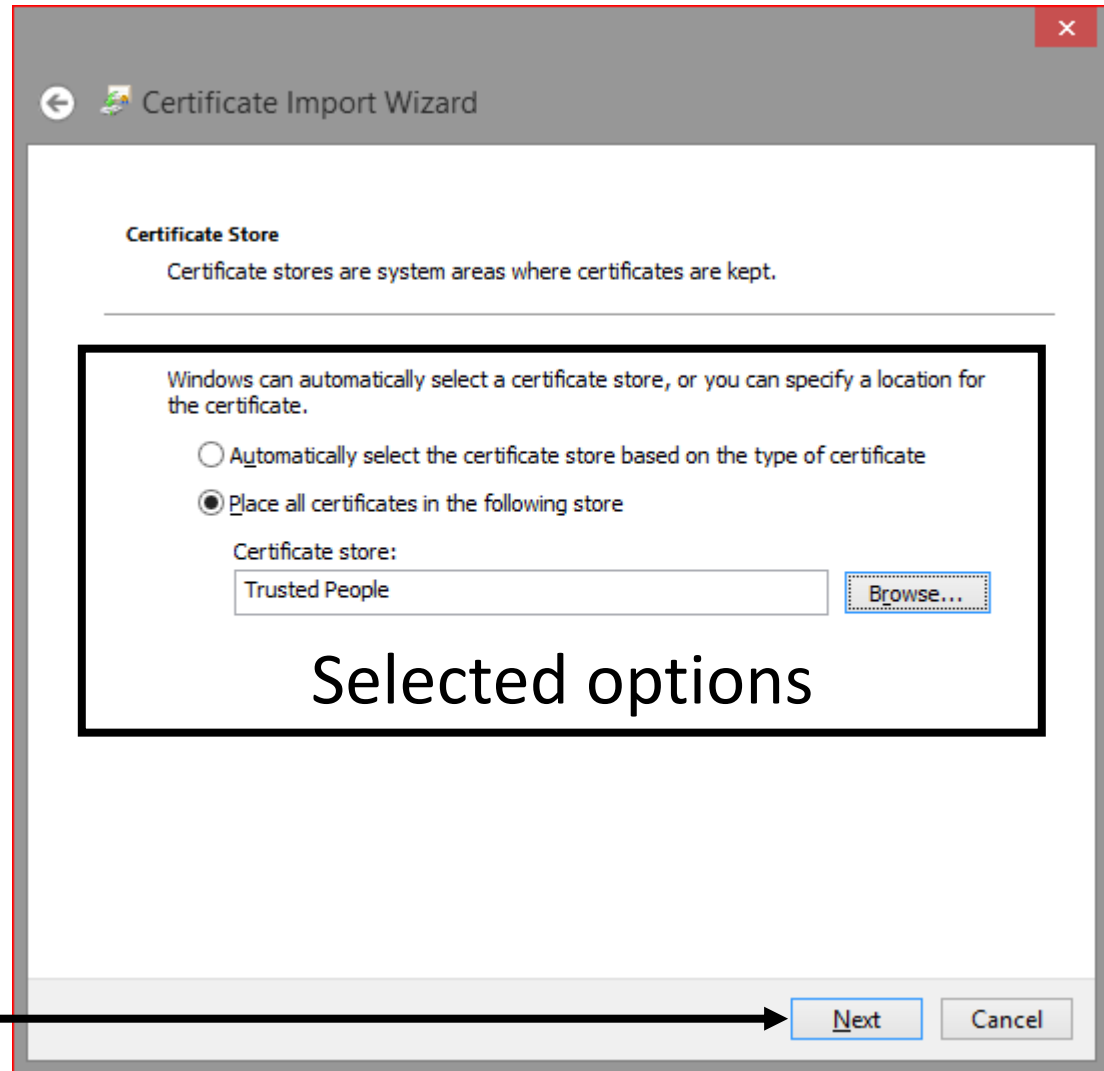 Certificate Import Wizard
Certificate Store
Certificate stores are system areas where certificates are kept.
Windows can automatically select a certificate store, or you can specify a location for
the certificate.
Automatically select the certificate store based on the type of certificate
Place all certificates in the following store
Certificate store:
Trusted People
Browse...
Selected options
Next
Cancel